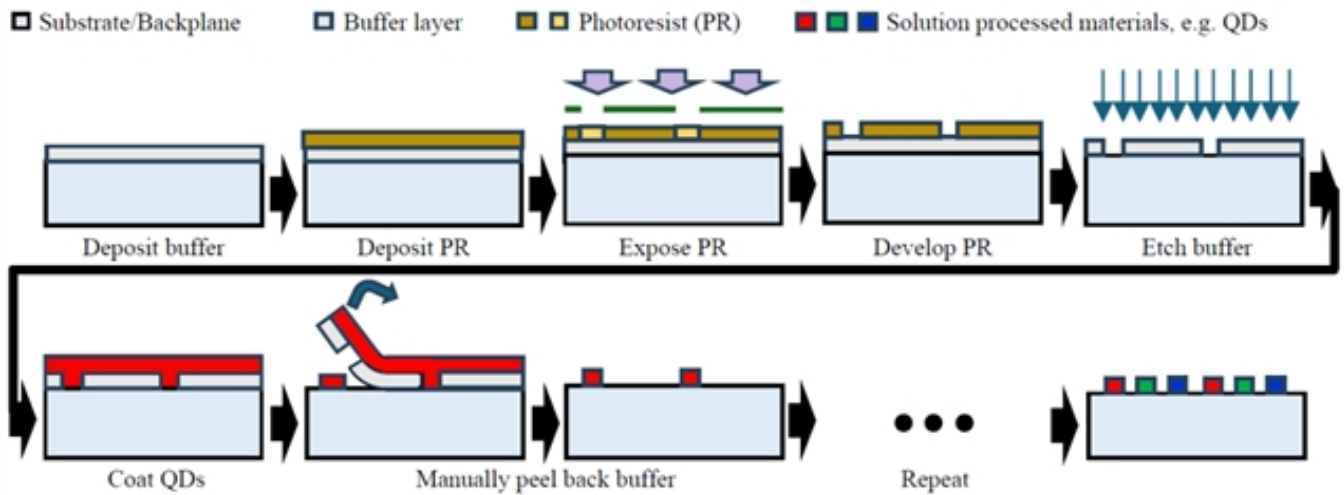 Substrate/Backplane
Buffer layer
Photoresist (PR)
Solution processed materials, e.g. QDs
Deposit buffer
Deposit PR
Expose PR
Develop PR
Etch buffer
Coat QDs
Manually peel back buffer
Repeat